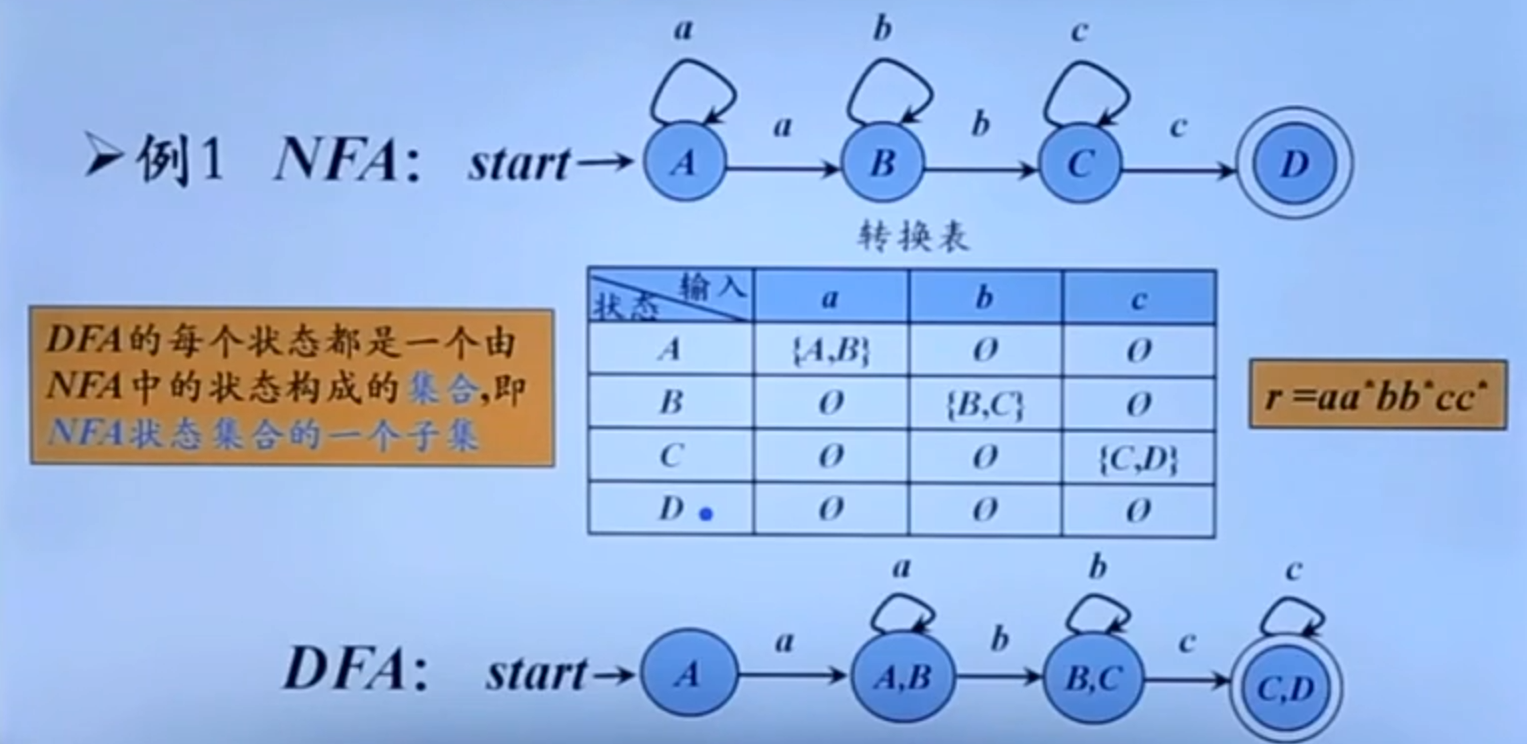 a b c
➢例1 NFA: start A a B b C c D
转换表
DFA的每个状态都是一个由
NFA中的状态构成的集合,即
NFA状态集合的一个子集
状态 输入 a b c
A {A,B} Ø Ø
B Ø {B,C} Ø
C Ø Ø {C,D}
D Ø Ø Ø
r =aa*bb*cc*
a b c
DFA: start A a A,B b B,C c C,D